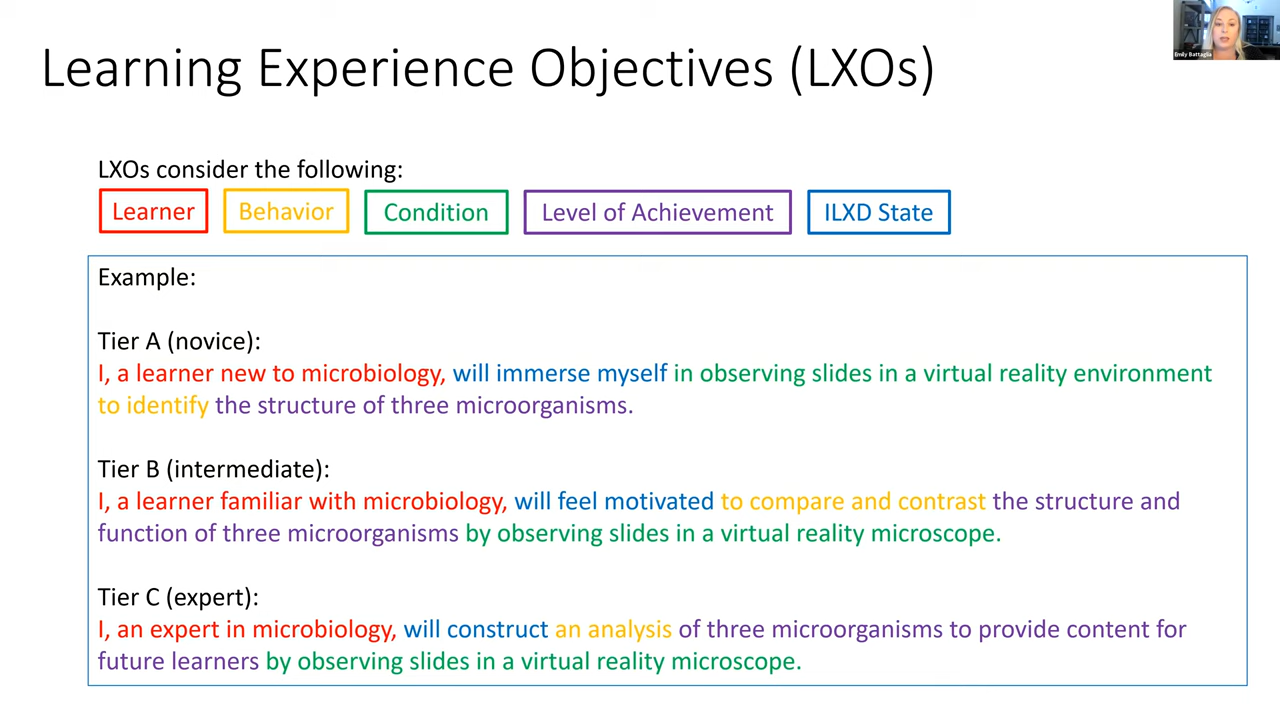 Learning Experience Objectives (LXOs)
Emily Battaglia
LXOs consider the following:
Learner Behavior Condition Level of Achievement ILXD State
Example:
Tier A (novice):
I, a learner new to microbiology, will immerse myself in observing slides in a virtual reality environment
to identify the structure of three microorganisms.
Tier B (intermediate):
I, a learner familiar with microbiology, will feel motivated to compare and contrast the structure and
function of three microorganisms by observing slides in a virtual reality microscope.
Tier C (expert):
I, an expert in microbiology, will construct an analysis of three microorganisms to provide content for
future learners by observing slides in a virtual reality microscope.